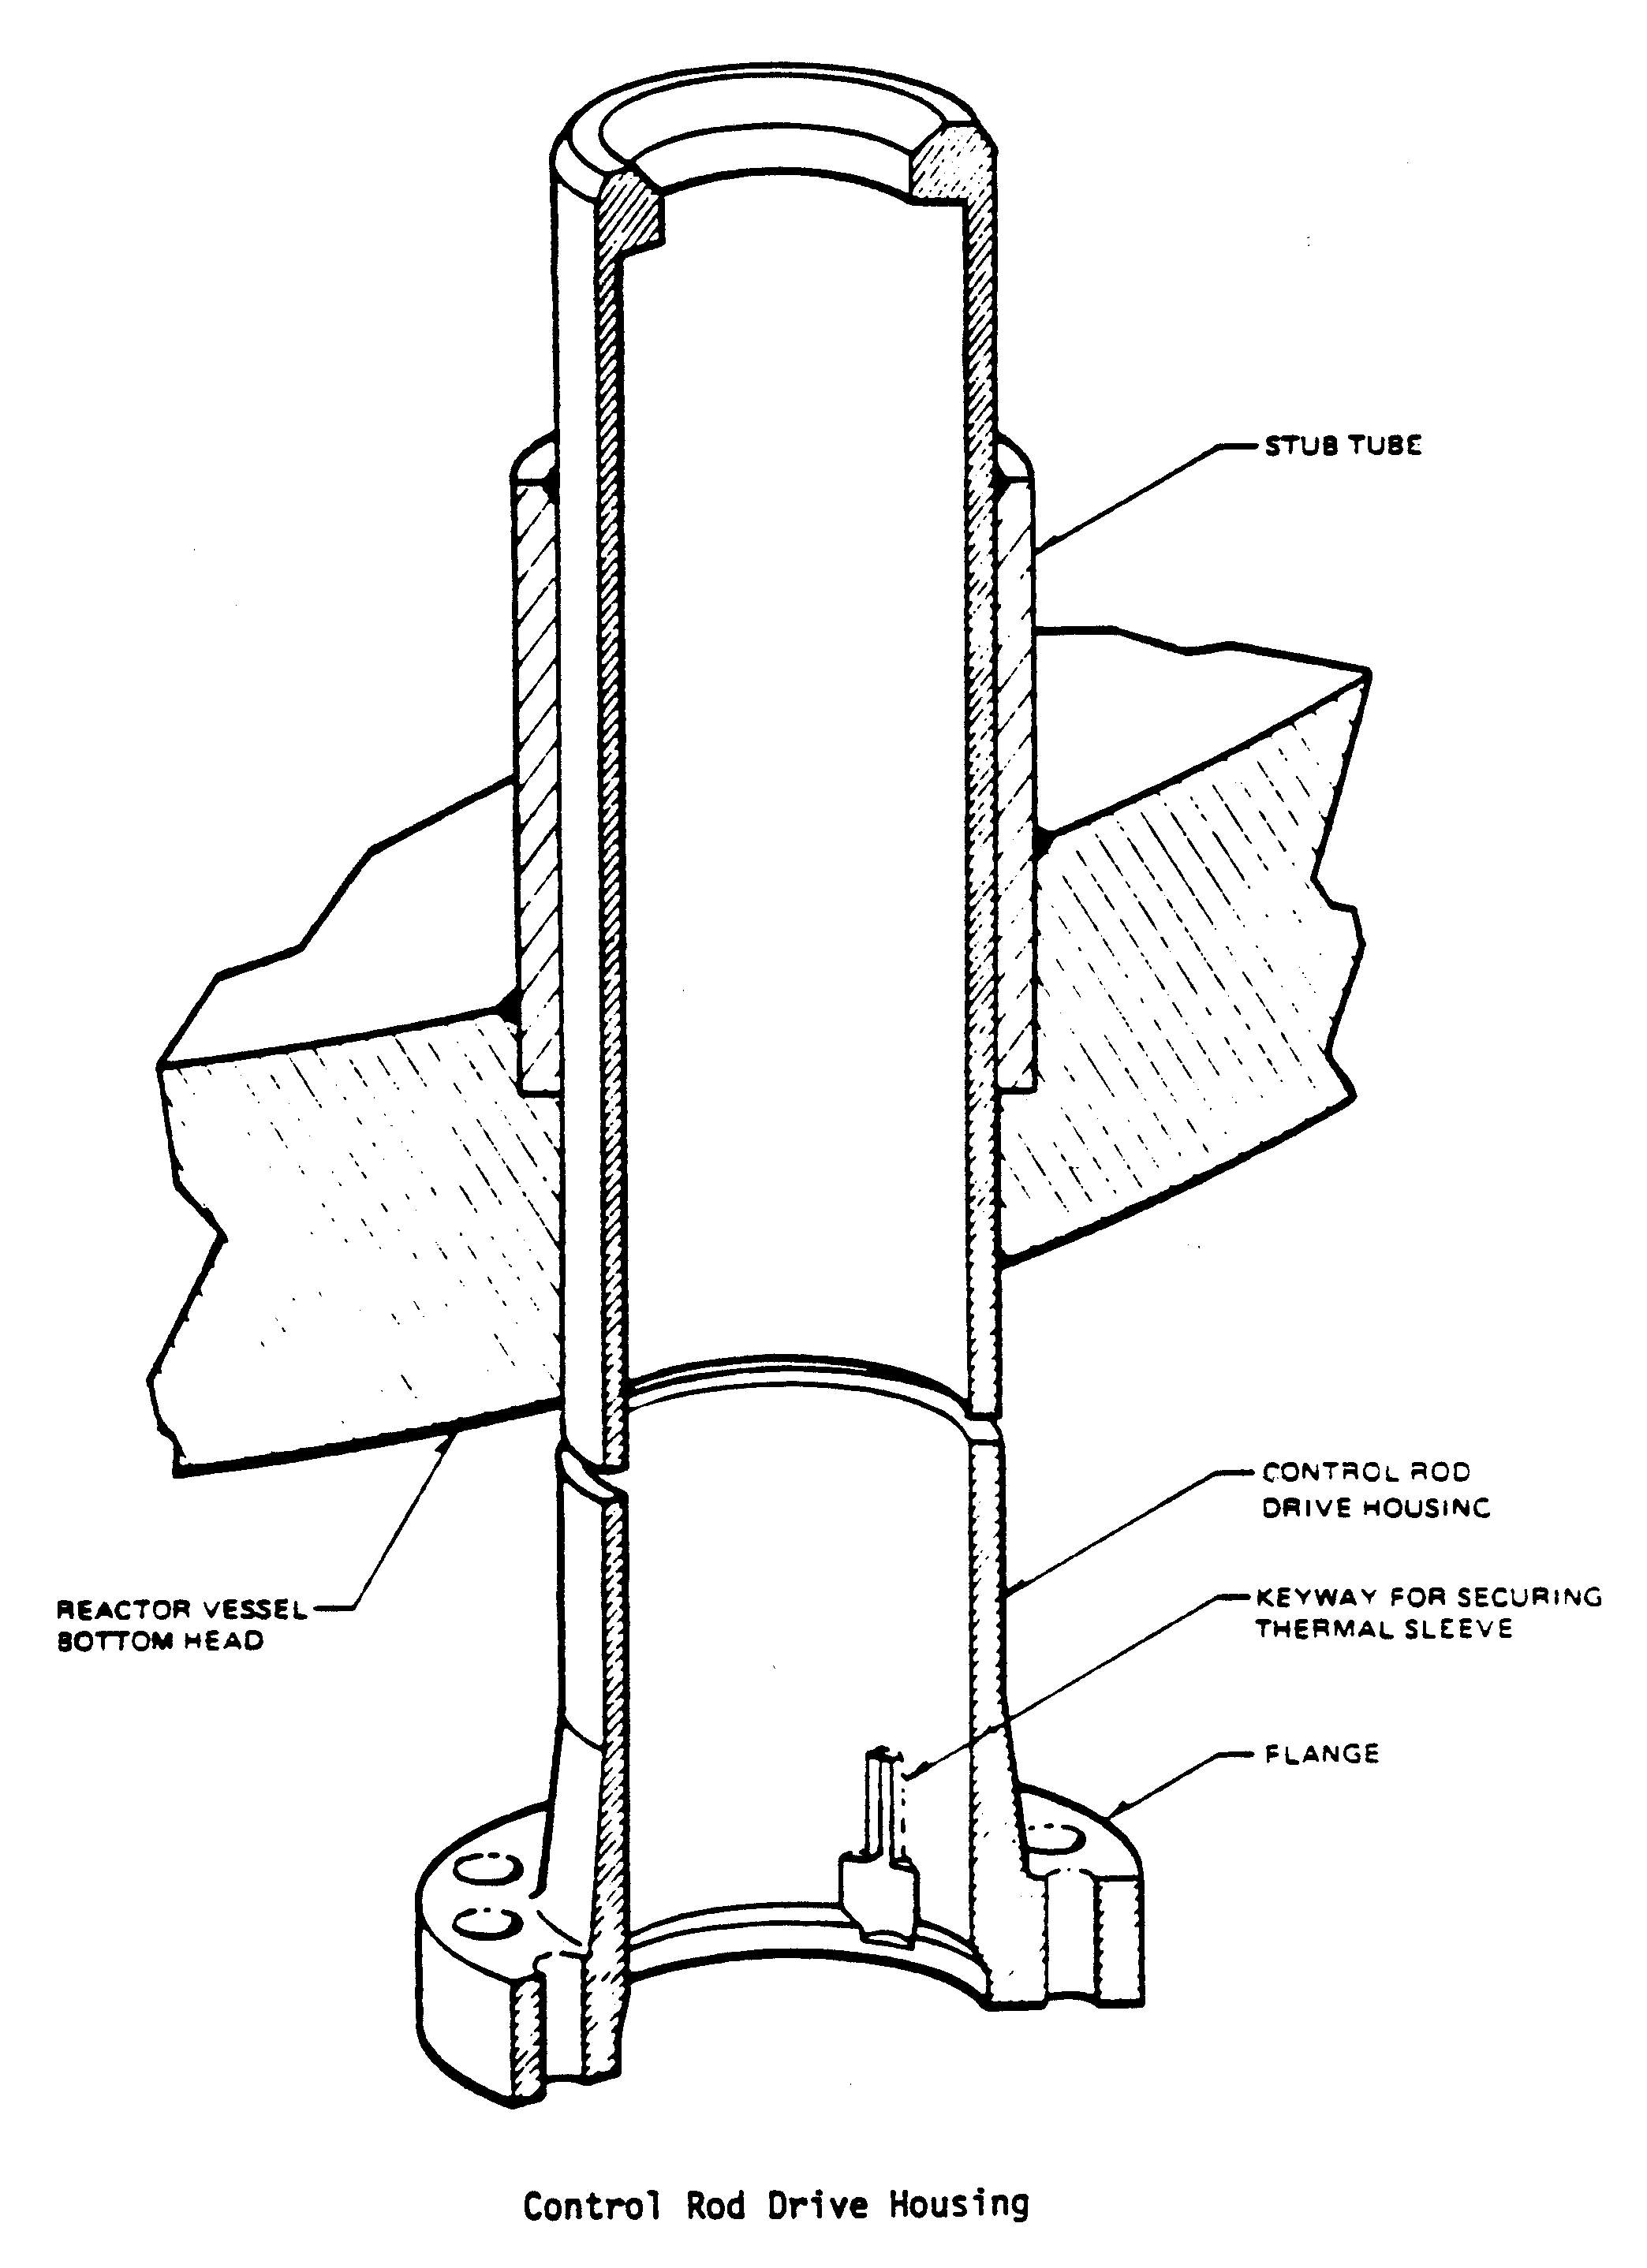 STUB TUBE
CONTROL ROD
DRIVE HOUSING
KEYWAY FOR SECURING
THERMAL SLEEVE
REACTOR VESSEL
BOTTOM HEAD
FLANGE
Control Rod Drive Housing